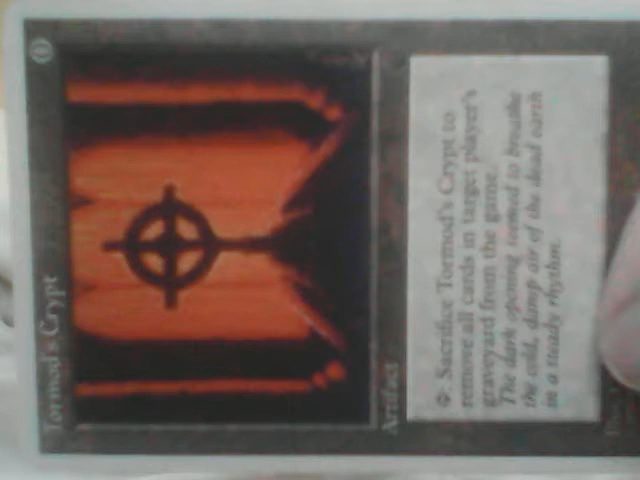 Tormod's Crypt
0
Artifact
: Sacrifice Tormod's Crypt to
remove all cards in target player's
graveyard from the game.
The dark opening seemed to breathe
the cold, damp air of the dead earth
in a steady rhythm.